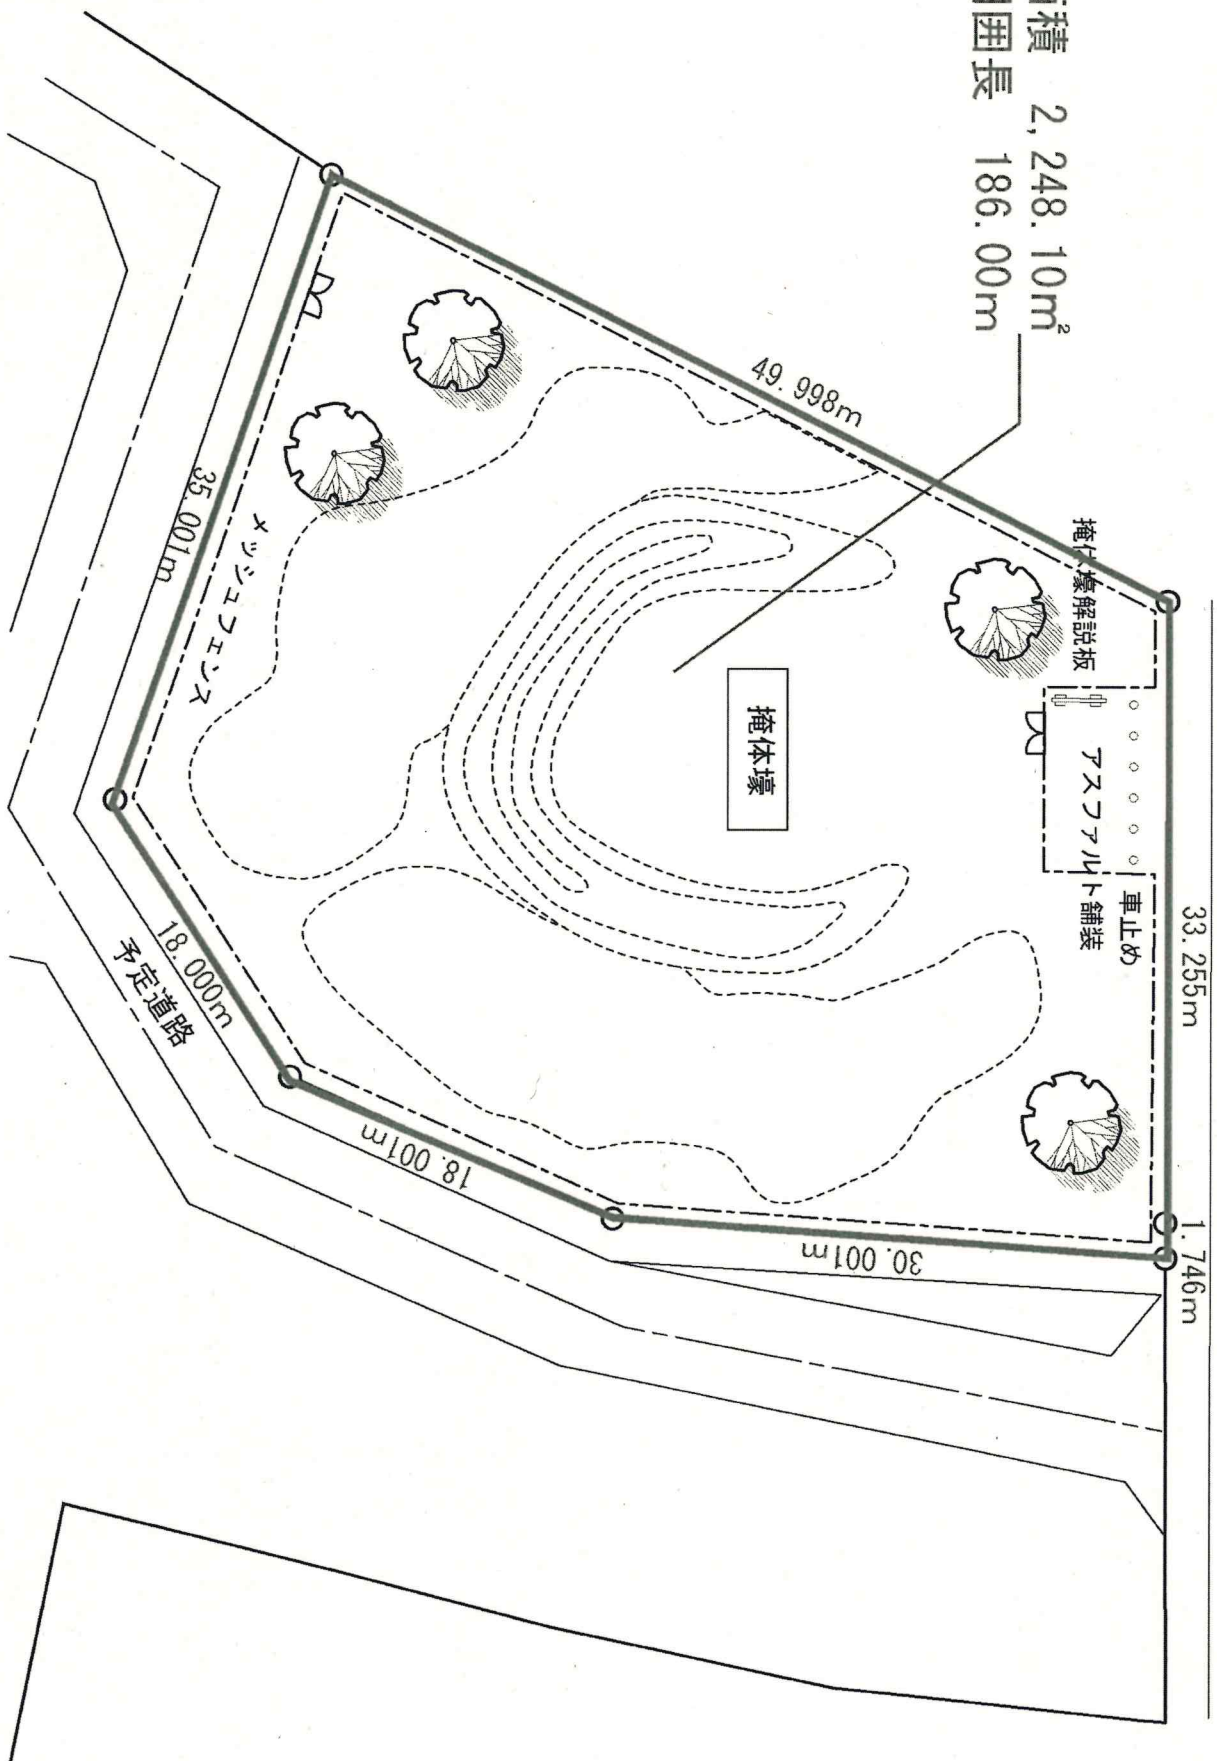 積 2,248.10㎡
囲長 186.00m
49.998m
掩体壕解説板
アスファルト舗装
車止め
33.255m
1.746m
掩体壕
メッシュフェンス
35.001m
18.000m
予定道路
18.001m
30.001m